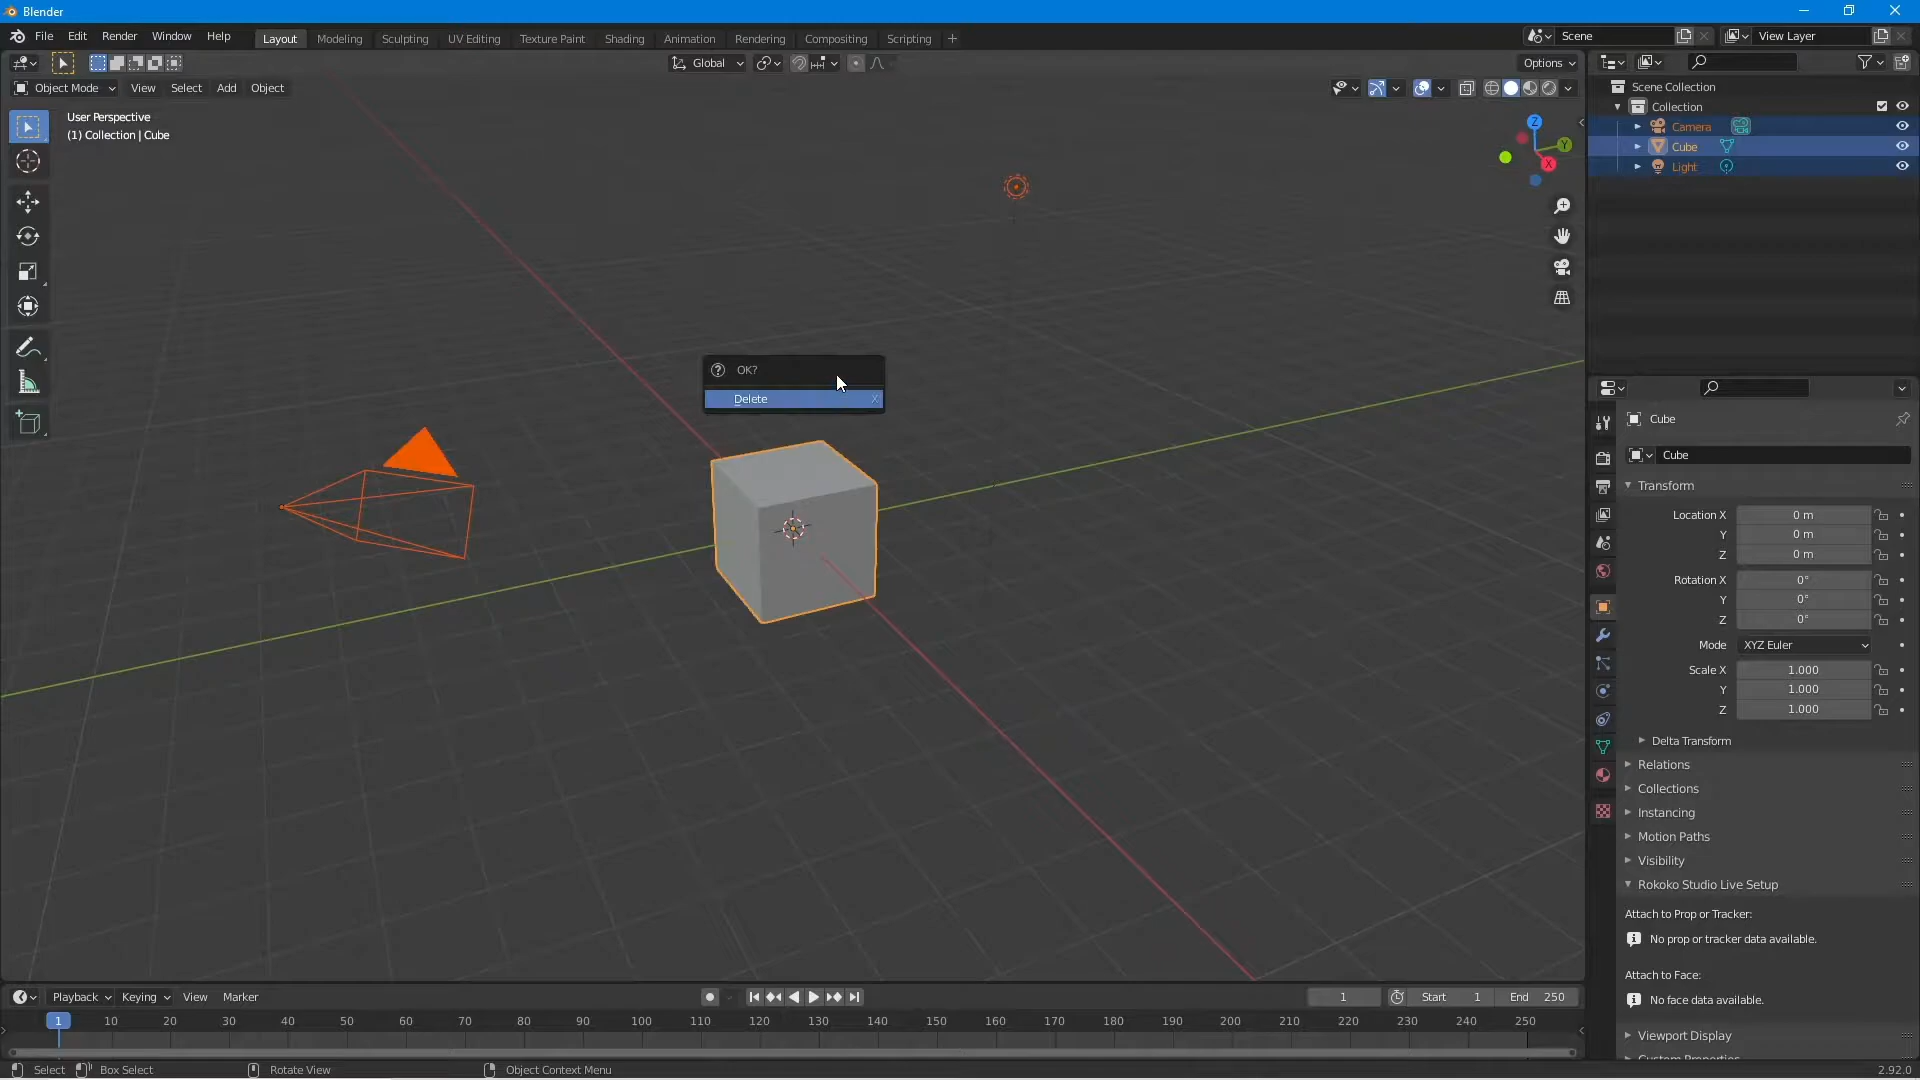 Blender
File Edit Render Window Help
Layout Modeling Sculpting UV Editing Texture Paint Shading Animation Rendering Compositing Scripting +
Scene
View Layer
Global
Options
Object Mode View Select Add Object
User Perspective
(1) Collection | Cube
Z
Y
X
Scene Collection
Collection
Camera
Cube
Light
OK?
Delete X
Cube
Cube
Transform
Location X 0 m
Y 0 m
Z 0 m
Rotation X 0°
Y 0°
Z 0°
Mode XYZ Euler
Scale X 1.000
Y 1.000
Z 1.000
Delta Transform
Relations
Collections
Instancing
Motion Paths
Visibility
Rokoko Studio Live Setup
Attach to Prop or Tracker:
No prop or tracker data available.
Attach to Face:
No face data available.
Viewport Display
Custom Properties
Playback Keying View Marker
1
Start 1
End 250
1 10 20 30 40 50 60 70 80 90 100 110 120 130 140 150 160 170 180 190 200 210 220 230 240 250
Select Box Select Rotate View Object Context Menu
2.92.0